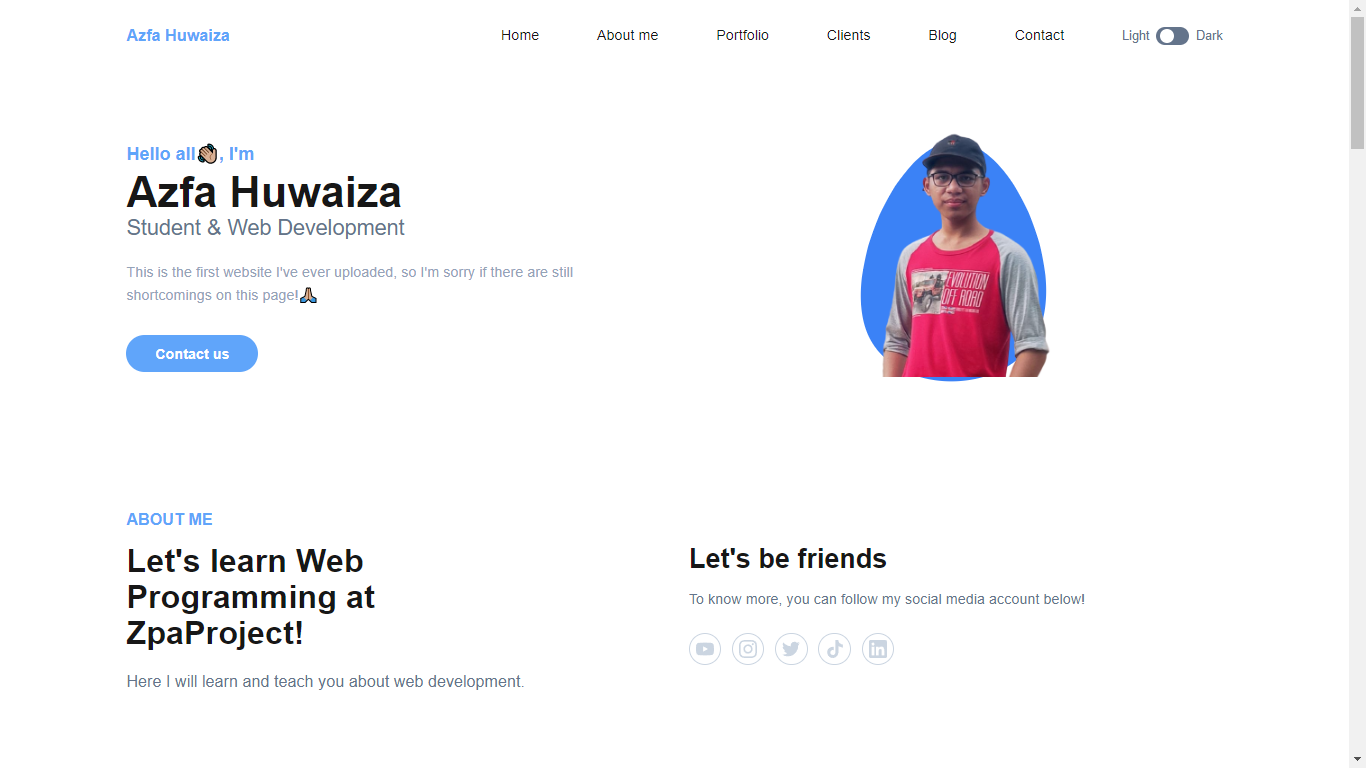 Azfa Huwaiza
Home
About me
Portfolio
Clients
Blog
Contact
Light
Dark
Hello all👋🏼, I'm
Azfa Huwaiza
Student & Web Development
This is the first website I've ever uploaded, so I'm sorry if there are still
shortcomings on this page!🙏🏼
Contact us
EVOLUTION
OFF ROAD
ABOUT ME
Let's learn Web
Programming at
ZpaProject!
Here I will learn and teach you about web development.
Let's be friends
To know more, you can follow my social media account below!